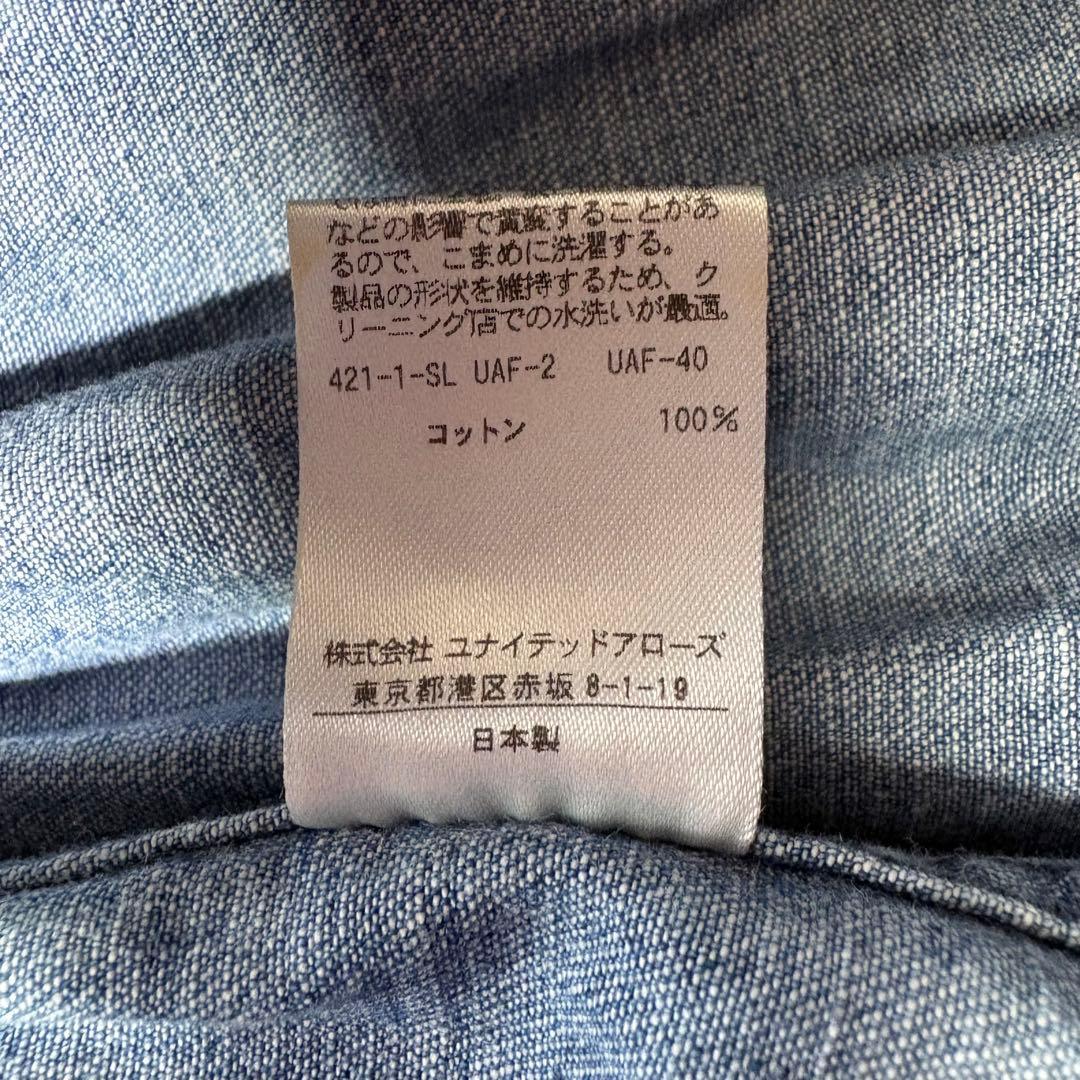 などの影響で黄変することがあ
るので、こまめに洗濯する。
製品の形状を維持するため、ク
リーニング店での水洗いが最適。
421-1-SL UAF-2 UAF-40
コットン 100%
株式会社 ユナイテッドアローズ
東京都港区赤坂 8-1-19
日本製